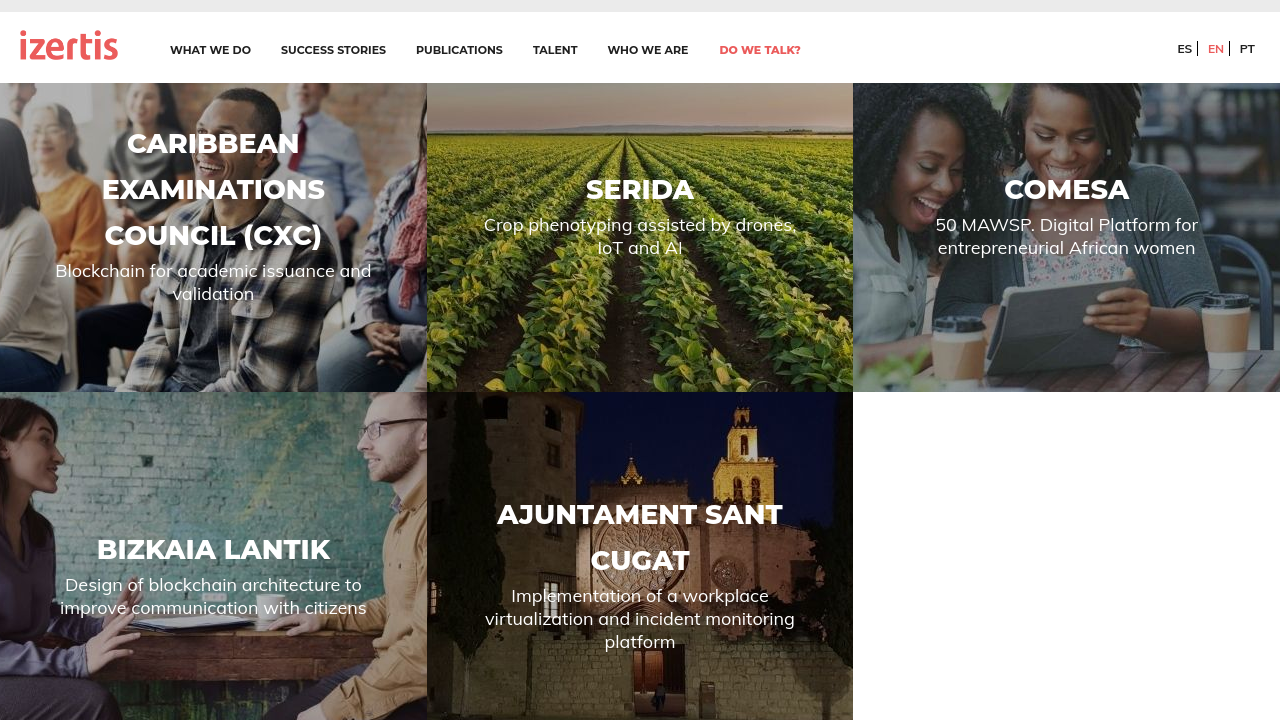 izertis
WHAT WE DO
SUCCESS STORIES
PUBLICATIONS
TALENT
WHO WE ARE
DO WE TALK?
ES
EN
PT
CARIBBEAN
EXAMINATIONS
COUNCIL (CXC)
Blockchain for academic issuance and
validation
SERIDA
Crop phenotyping assisted by drones,
IoT and AI
COMESA
50 MAWSP. Digital Platform for
entrepreneurial African women
BIZKAIA LANTIK
Design of blockchain architecture to
improve communication with citizens
AJUNTAMENT SANT
CUGAT
Implementation of a workplace
virtualization and incident monitoring
platform